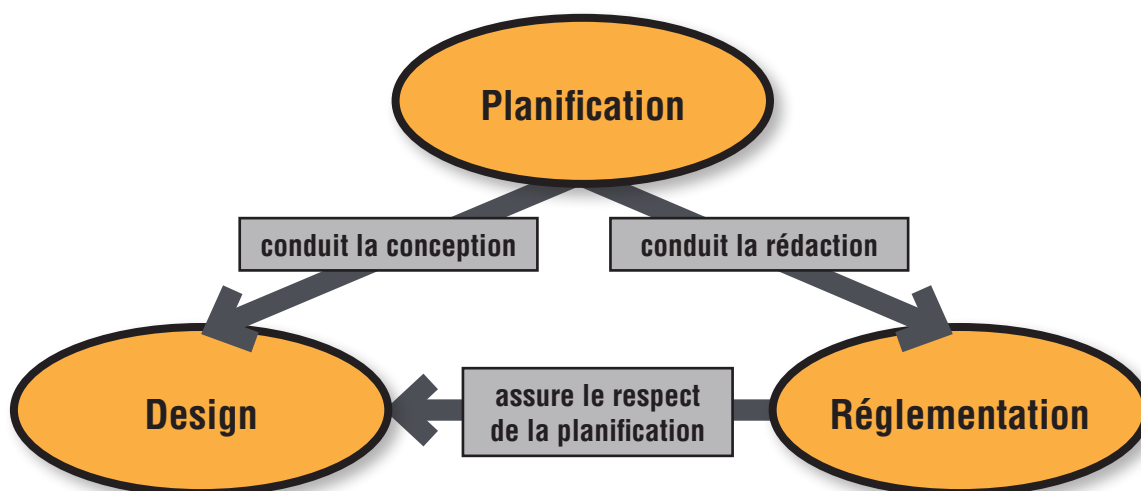 Planification
conduit la conception
conduit la rédaction
assure le respect
de la planification
Design
Réglementation